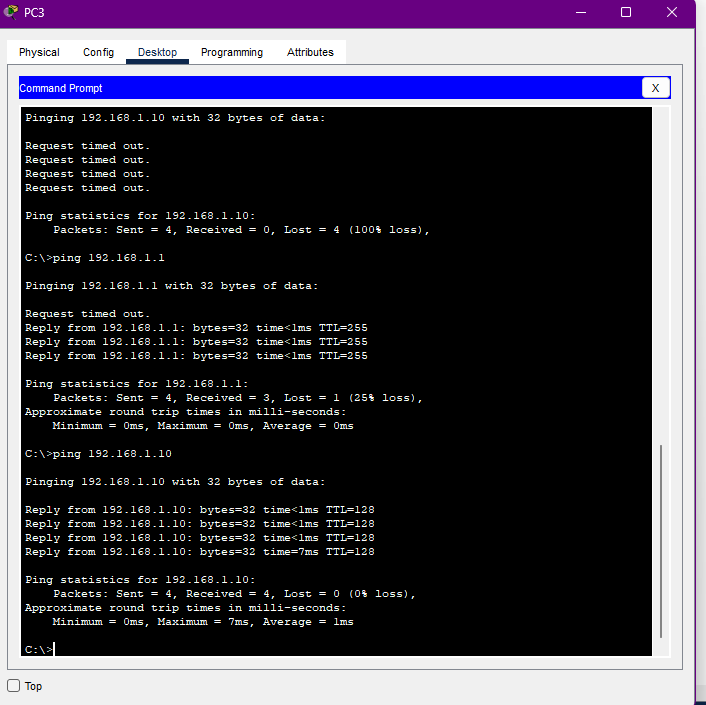 PC3
Physical Config Desktop Programming Attributes
Command Prompt X
Pinging 192.168.1.10 with 32 bytes of data:
Request timed out.
Request timed out.
Request timed out.
Request timed out.
Ping statistics for 192.168.1.10:
    Packets: Sent = 4, Received = 0, Lost = 4 (100% loss),
C:\>ping 192.168.1.1
Pinging 192.168.1.1 with 32 bytes of data:
Request timed out.
Reply from 192.168.1.1: bytes=32 time<1ms TTL=255
Reply from 192.168.1.1: bytes=32 time<1ms TTL=255
Reply from 192.168.1.1: bytes=32 time<1ms TTL=255
Ping statistics for 192.168.1.1:
    Packets: Sent = 4, Received = 3, Lost = 1 (25% loss),
Approximate round trip times in milli-seconds:
    Minimum = 0ms, Maximum = 0ms, Average = 0ms
C:\>ping 192.168.1.10
Pinging 192.168.1.10 with 32 bytes of data:
Reply from 192.168.1.10: bytes=32 time<1ms TTL=128
Reply from 192.168.1.10: bytes=32 time<1ms TTL=128
Reply from 192.168.1.10: bytes=32 time<1ms TTL=128
Reply from 192.168.1.10: bytes=32 time=7ms TTL=128
Ping statistics for 192.168.1.10:
    Packets: Sent = 4, Received = 4, Lost = 0 (0% loss),
Approximate round trip times in milli-seconds:
    Minimum = 0ms, Maximum = 7ms, Average = 1ms
C:\>
Top